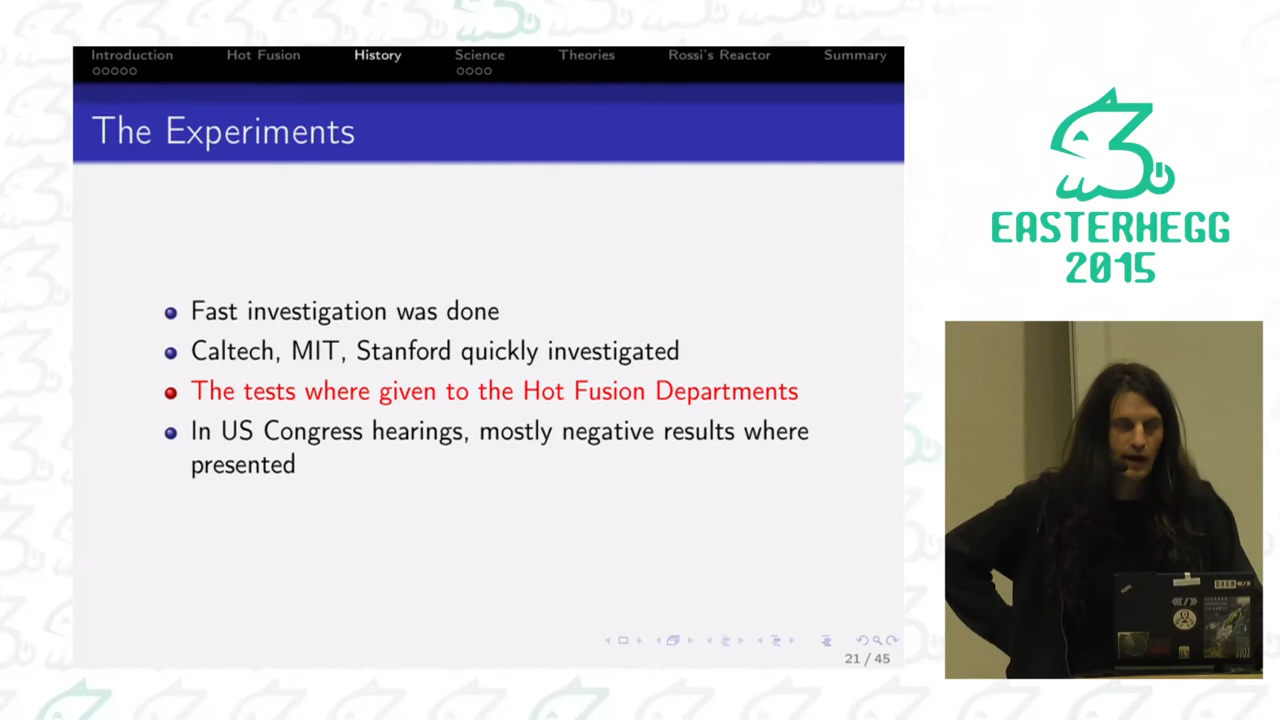 Introduction Hot Fusion History Science Theories Rossi's Reactor Summary
The Experiments
Fast investigation was done
Caltech, MIT, Stanford quickly investigated
The tests where given to the Hot Fusion Departments
In US Congress hearings, mostly negative results where
presented
21 / 45
EASTERHEGG
2015